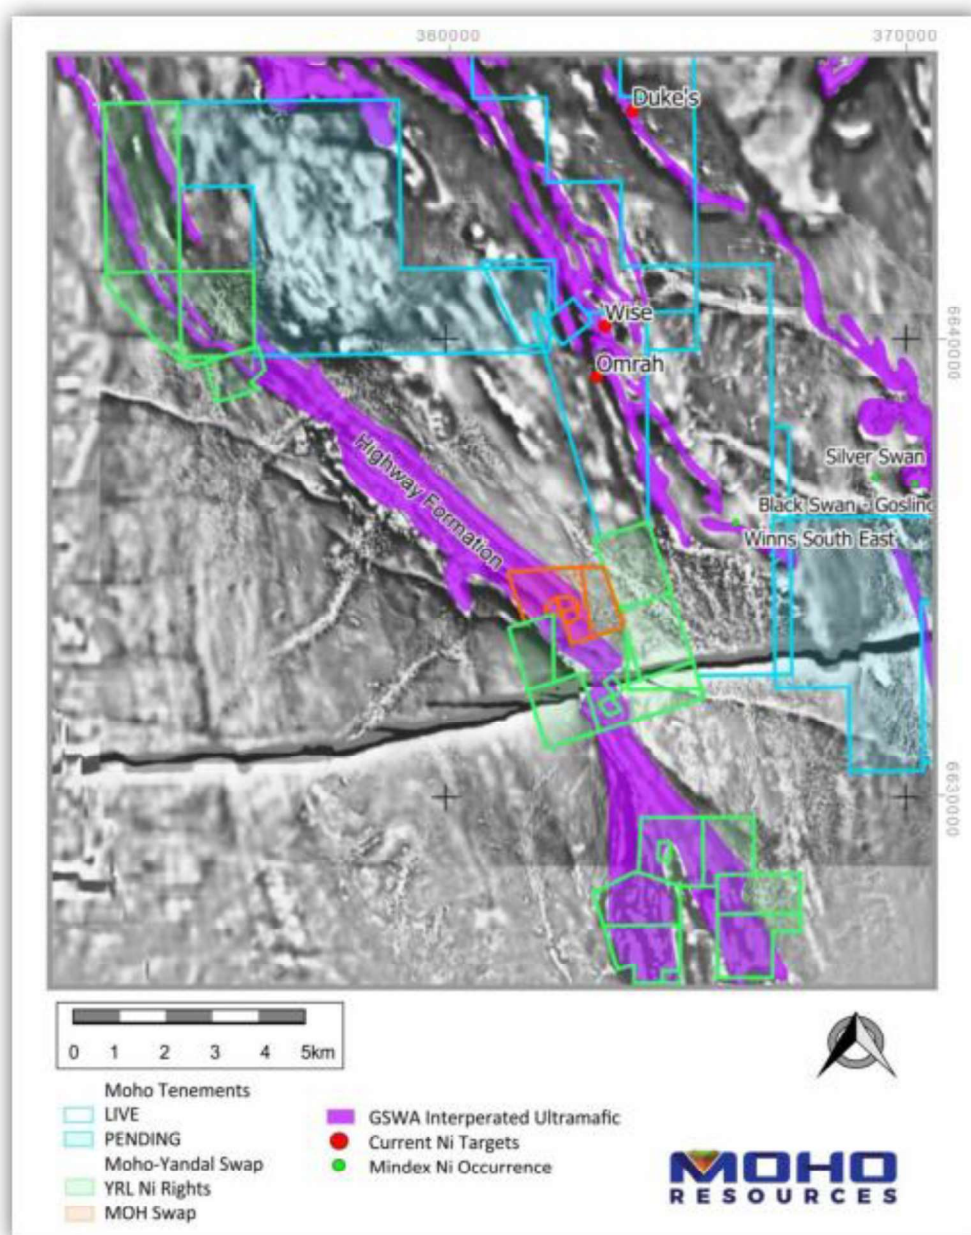 360000
370000
Duke's
Wise
6640000
Omrah
Highway Formation
Silver Swan
Black Swan - Goslinc
Winns South East
6630000
0 1 2 3 4 5km
Moho Tenements
LIVE
PENDING
Moho-Yandal Swap
YRL Ni Rights
MOH Swap
GSWA Interperated Ultramafic
Current Ni Targets
Mindex Ni Occurrence
MOHO
RESOURCES